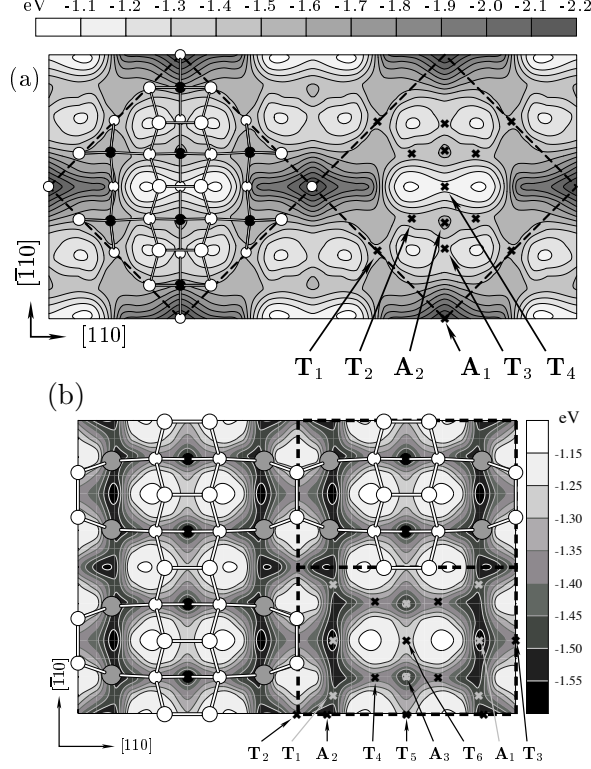 eV -1.1 -1.2 -1.3 -1.4 -1.5 -1.6 -1.7 -1.8 -1.9 -2.0 -2.1 -2.2
(a)
[1̄10]
[110]
T₁ T₂ A₂ A₁ T₃ T₄
(b)
eV
-1.15
-1.25
-1.30
-1.35
-1.40
-1.45
-1.50
-1.55
[1̄10]
[110]
T₂ T₁ A₂ T₄ T₅ A₃ T₆ A₁ T₃